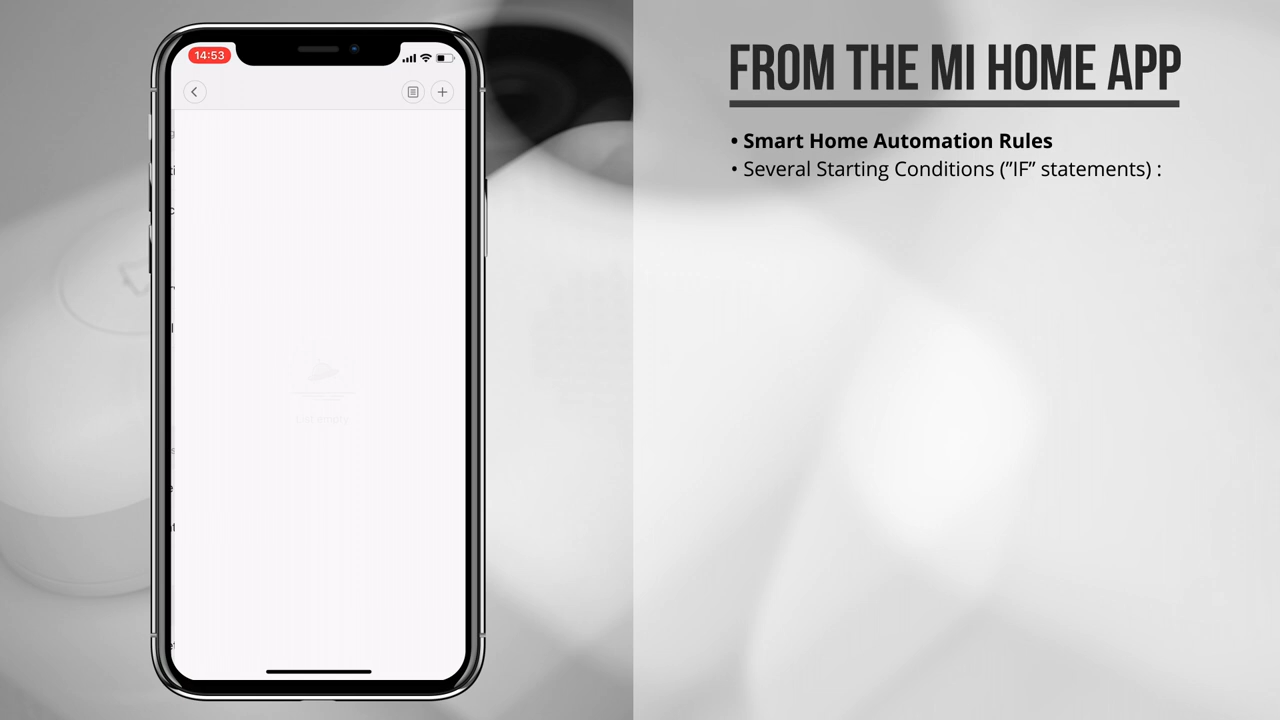 14:53
FROM THE MI HOME APP
• Smart Home Automation Rules
• Several Starting Conditions ("IF” statements) :